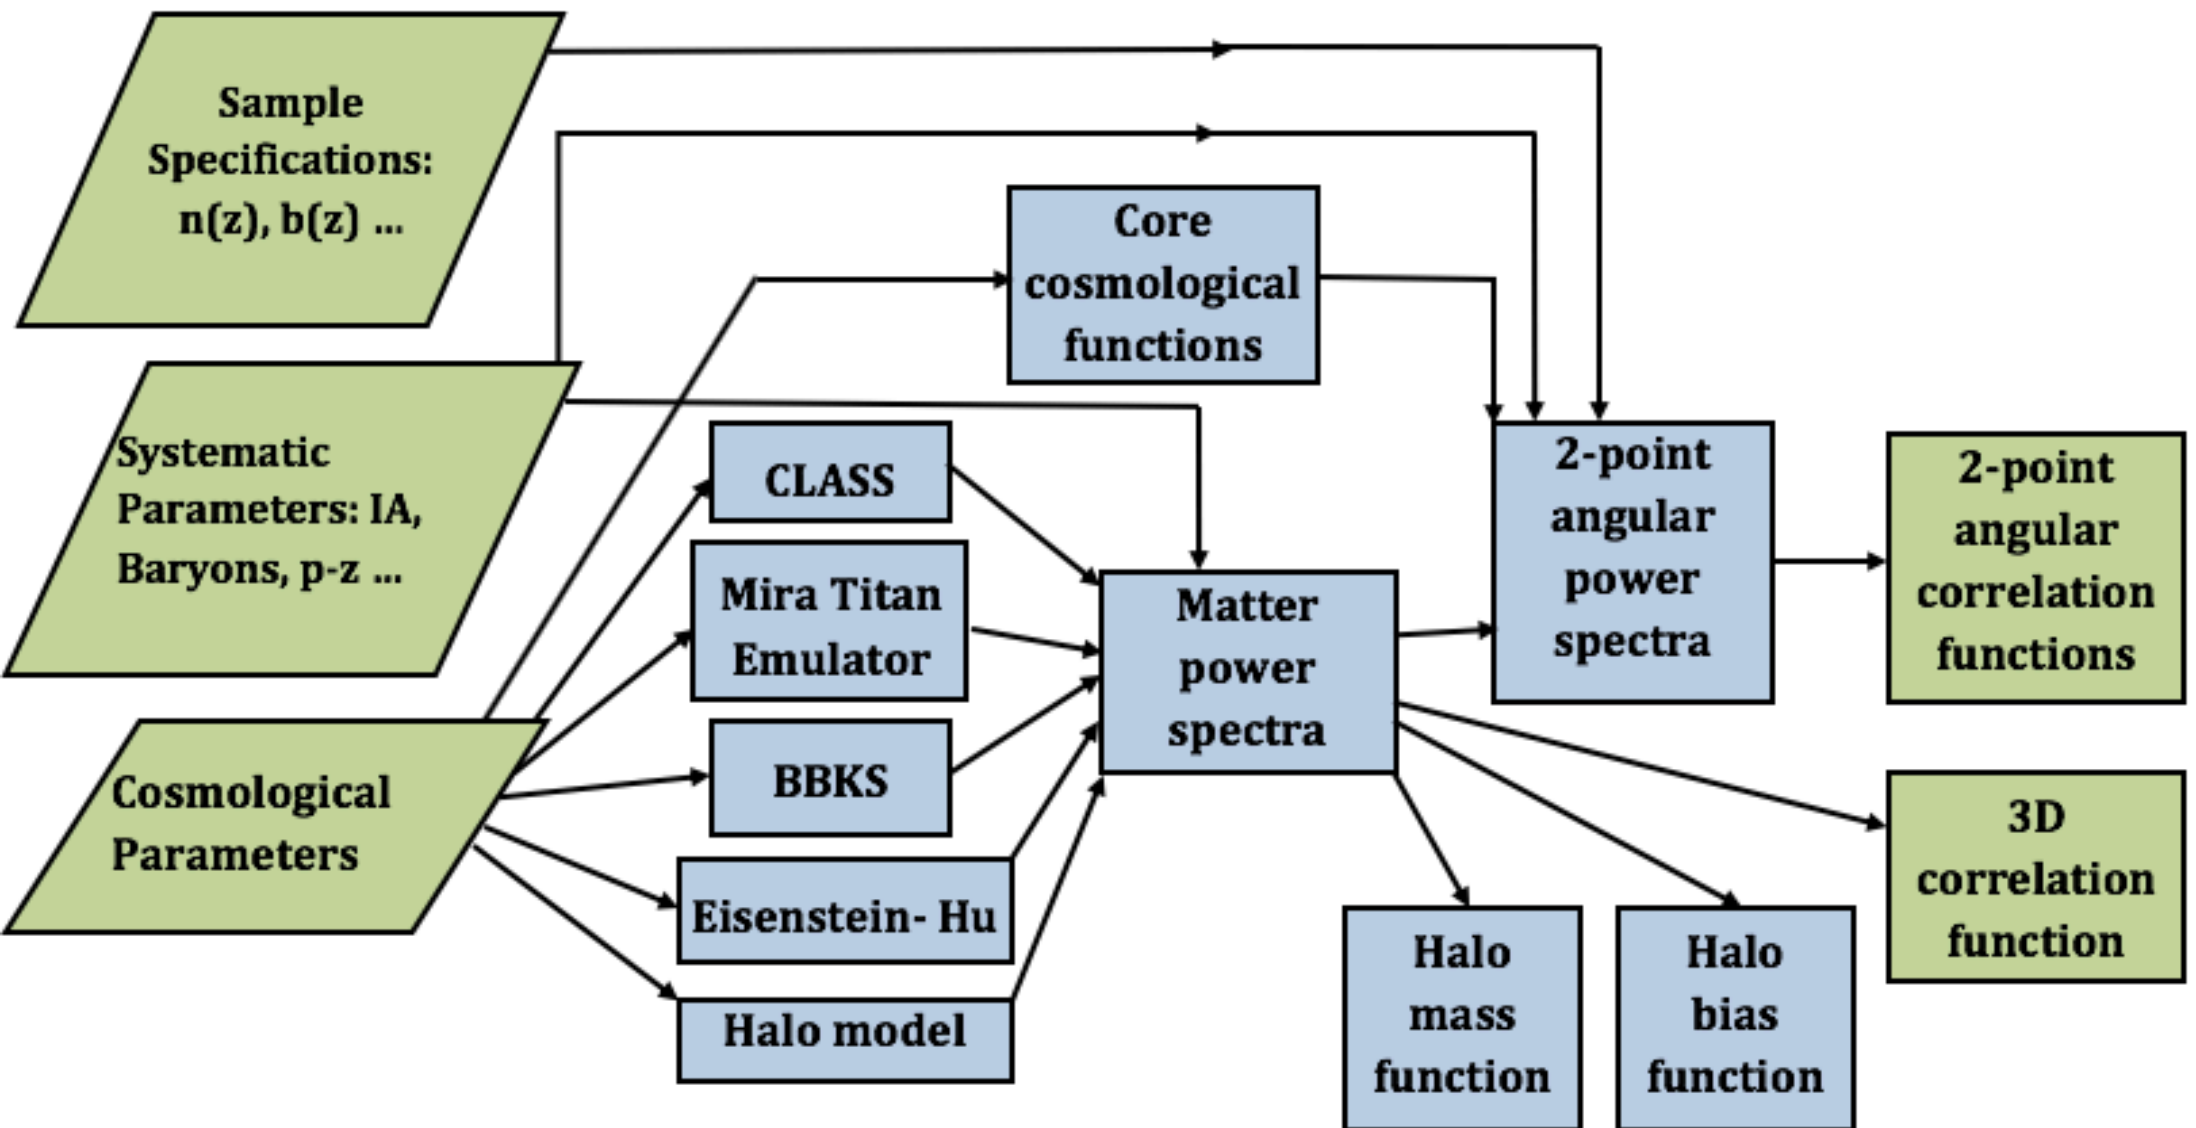 Sample
Specifications:
n(z), b(z) ...
Core
cosmological
functions
Systematic
Parameters: IA,
Baryons, p-z ...
CLASS
Mira Titan
Emulator
BBKS
Eisenstein- Hu
Halo model
Cosmological
Parameters
Matter
power
spectra
2-point
angular
power
spectra
2-point
angular
correlation
functions
3D
correlation
function
Halo
mass
function
Halo
bias
function